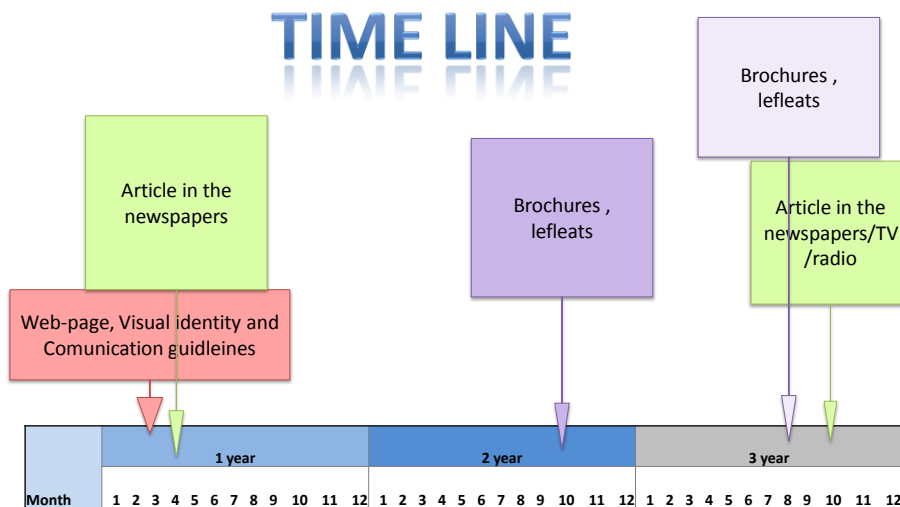 TIME LINE
Brochures ,
lefleats
Article in the
newspapers
Brochures ,
lefleats
Article in the
newspapers/TV
/radio
Web-page, Visual identity and
Comunication guidleines
1 year 2 year 3 year
Month 1 2 3 4 5 6 7 8 9 10 11 12 1 2 3 4 5 6 7 8 9 10 11 12 1 2 3 4 5 6 7 8 9 10 11 12